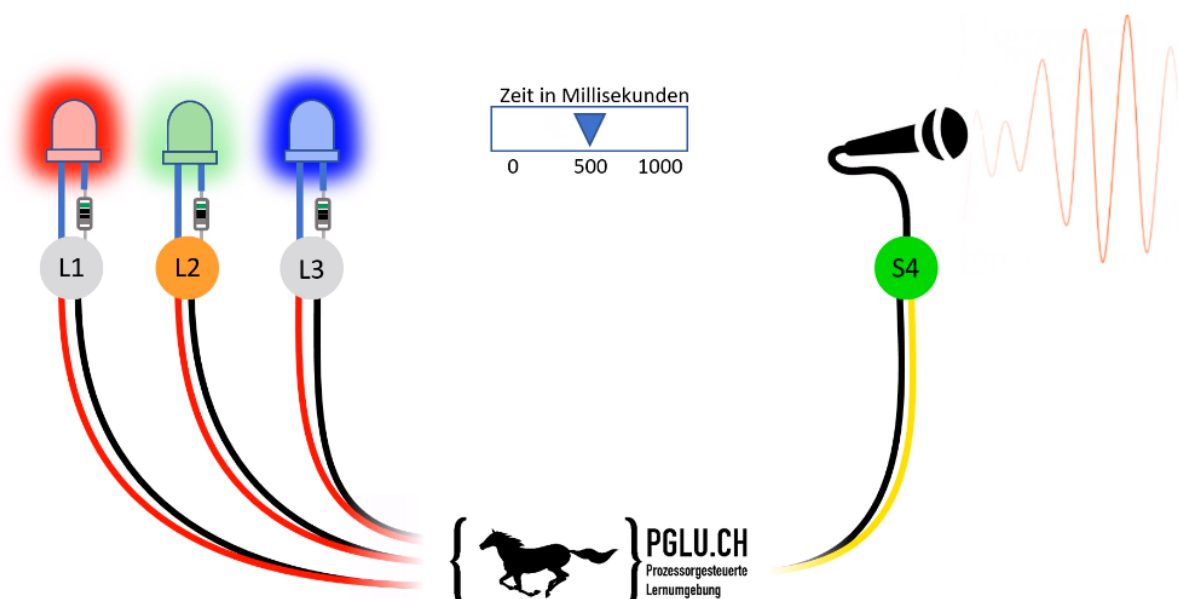 Zeit in Millisekunden
0 500 1000
L1 L2 L3
S4
{ } PGLU.CH
Prozessorgesteuerte
Lernumgebung